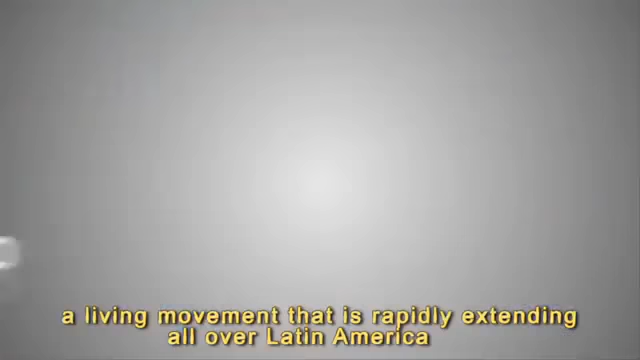 a living movement that is rapidly extending
all over Latin America